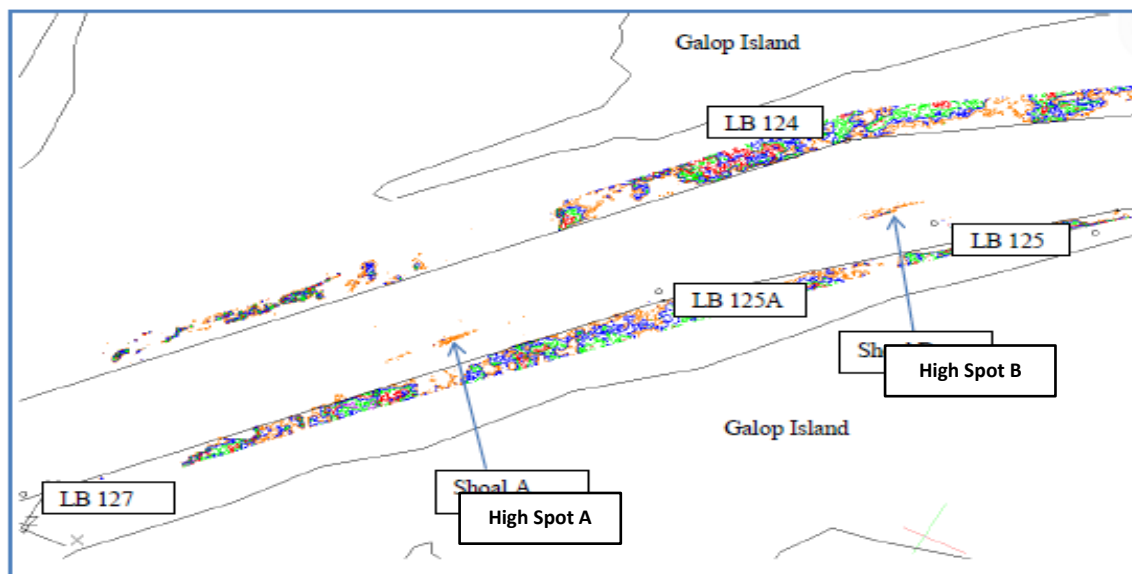 Galop Island
LB 124
LB 125
LB 125A
High Spot B
Galop Island
Shoal A
LB 127
High Spot A